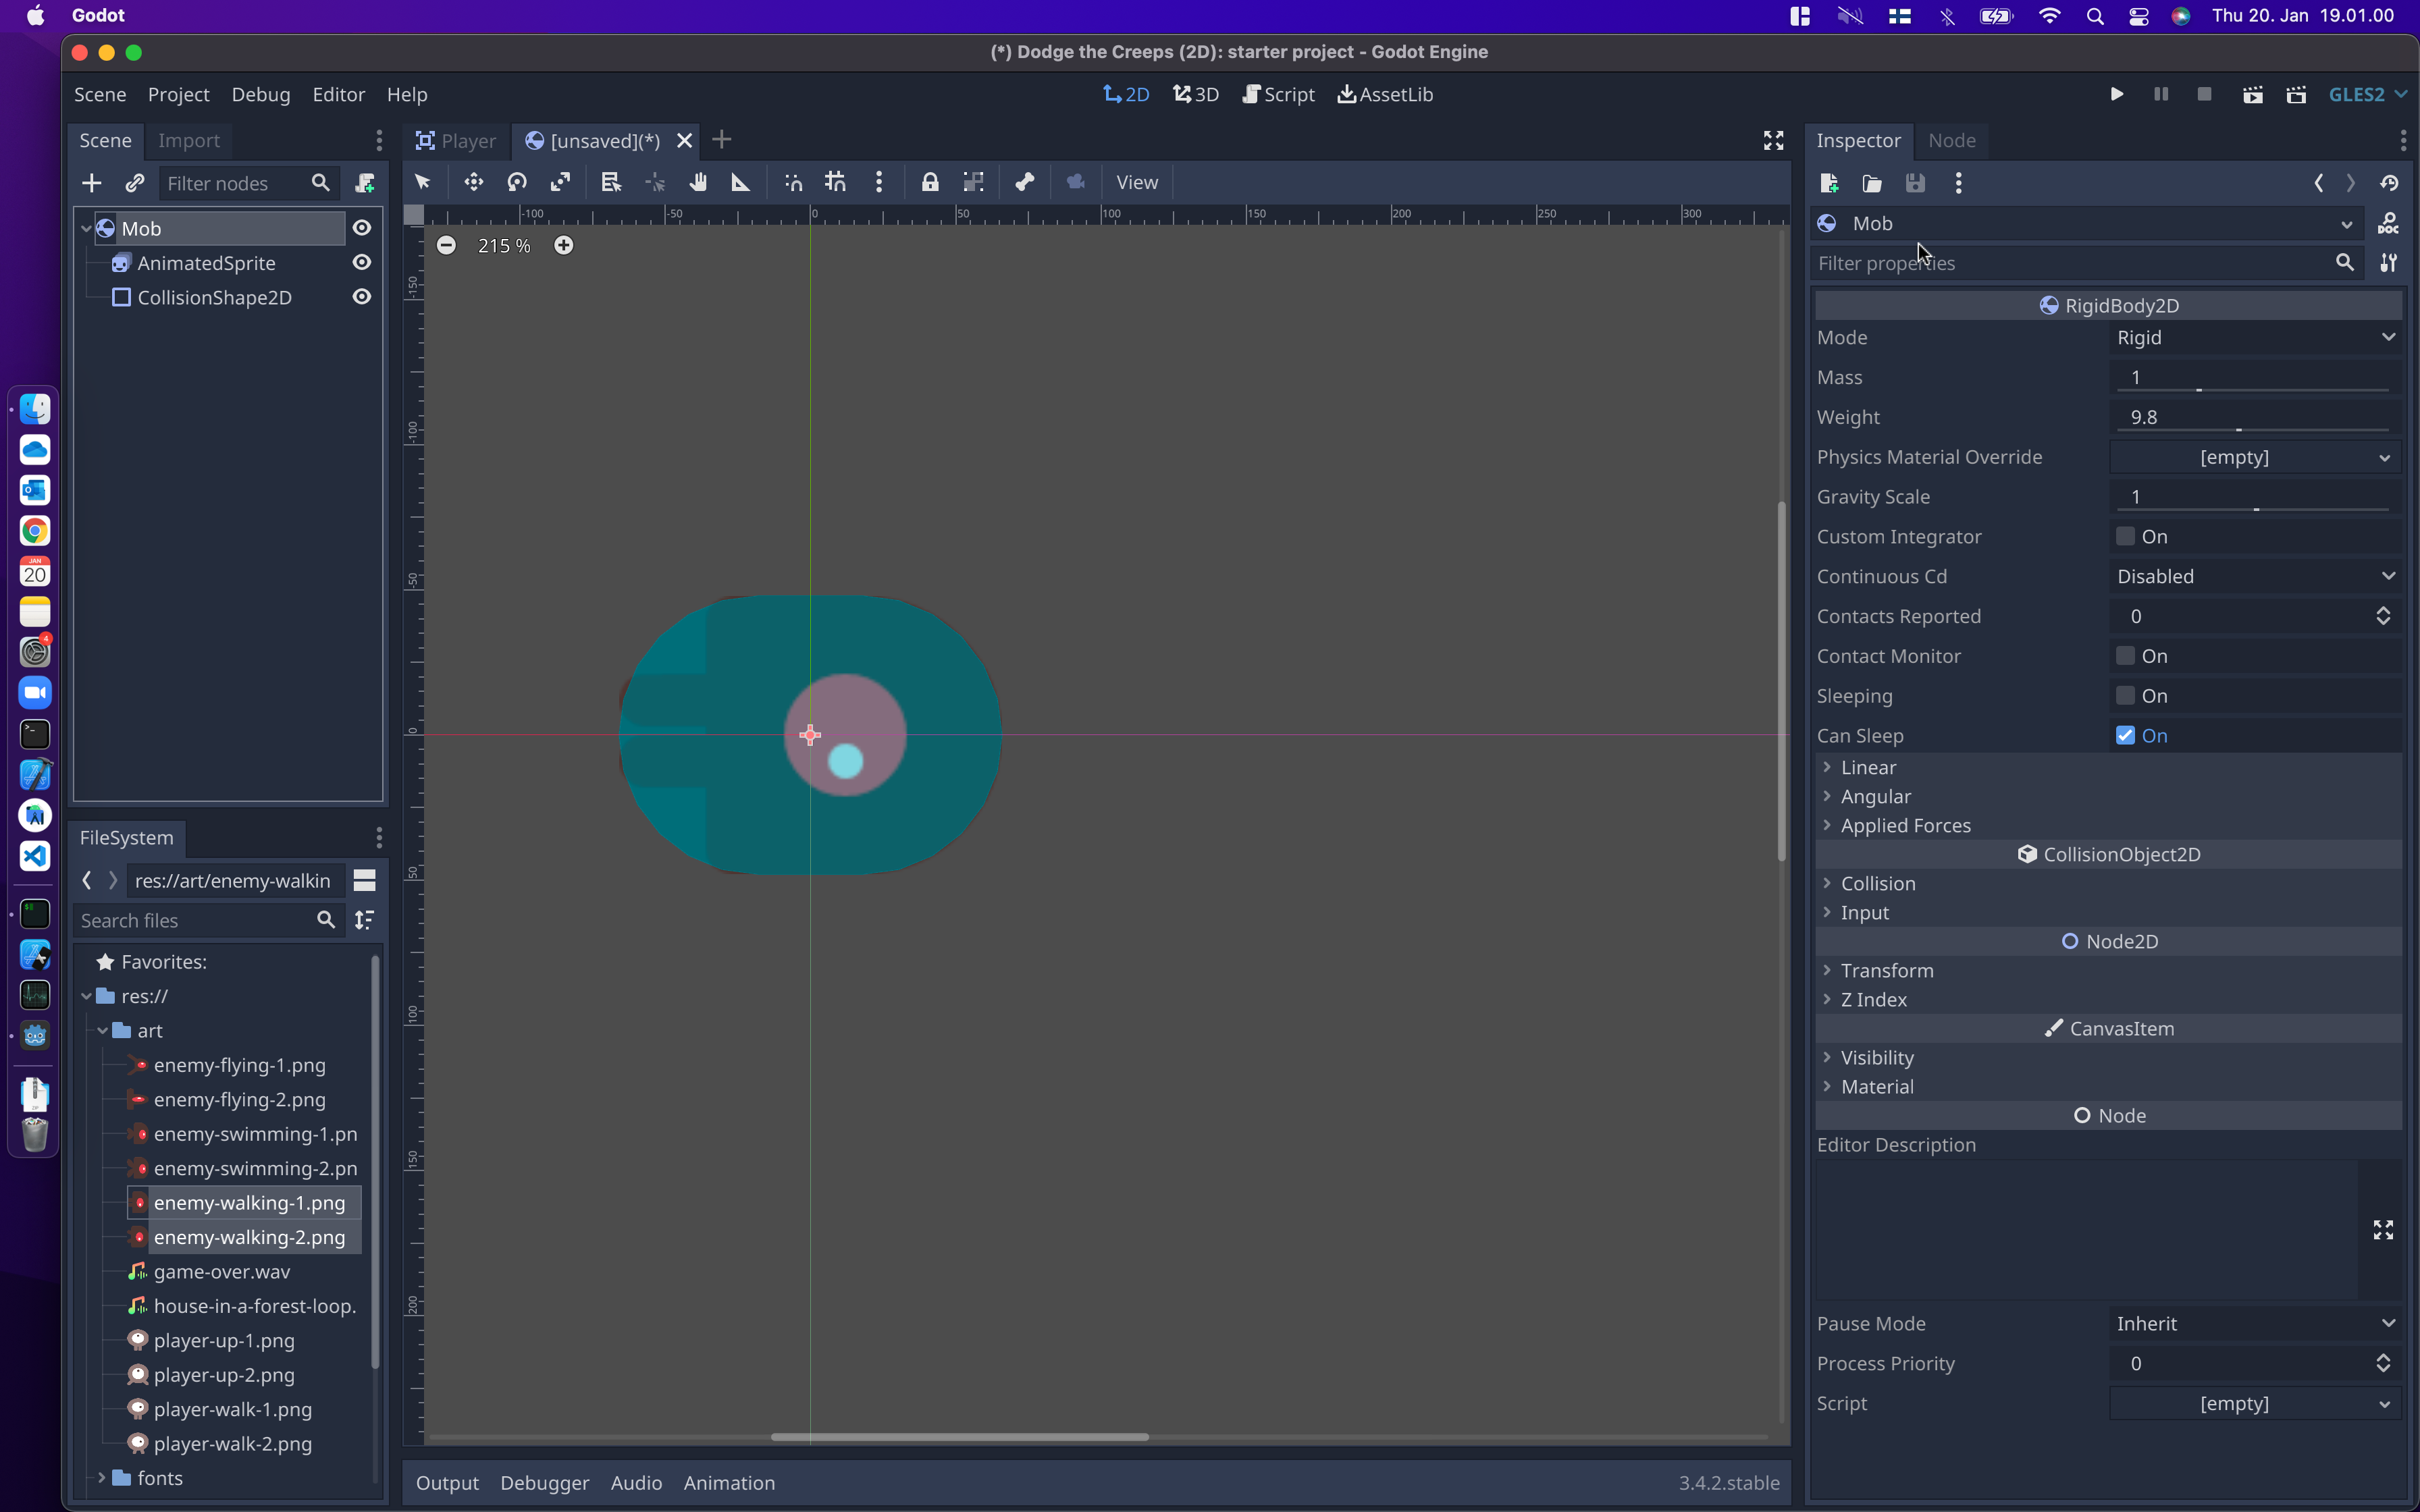 Godot
Thu 20. Jan 19.01.00
(*) Dodge the Creeps (2D): starter project - Godot Engine
Scene Project Debug Editor Help
2D 3D Script AssetLib
GLES2
Scene Import
Filter nodes
Mob
AnimatedSprite
CollisionShape2D
FileSystem
res://art/enemy-walkin
Search files
Favorites:
res://
art
enemy-flying-1.png
enemy-flying-2.png
enemy-swimming-1.pn
enemy-swimming-2.pn
enemy-walking-1.png
enemy-walking-2.png
game-over.wav
house-in-a-forest-loop.
player-up-1.png
player-up-2.png
player-walk-1.png
player-walk-2.png
fonts
Player [unsaved](*)
View
-100 -50 0 50 100 150 200 250 300
215 %
-150
-100
-50
0
50
100
150
200
Output Debugger Audio Animation
3.4.2.stable
Inspector Node
Mob
DOC
Filter properties
RigidBody2D
Mode Rigid
Mass 1
Weight 9.8
Physics Material Override [empty]
Gravity Scale 1
Custom Integrator On
Continuous Cd Disabled
Contacts Reported 0
Contact Monitor On
Sleeping On
Can Sleep On
Linear
Angular
Applied Forces
CollisionObject2D
Collision
Input
Node2D
Transform
Z Index
CanvasItem
Visibility
Material
Node
Editor Description
Pause Mode Inherit
Process Priority 0
Script [empty]
JAN
20
4
ZIP